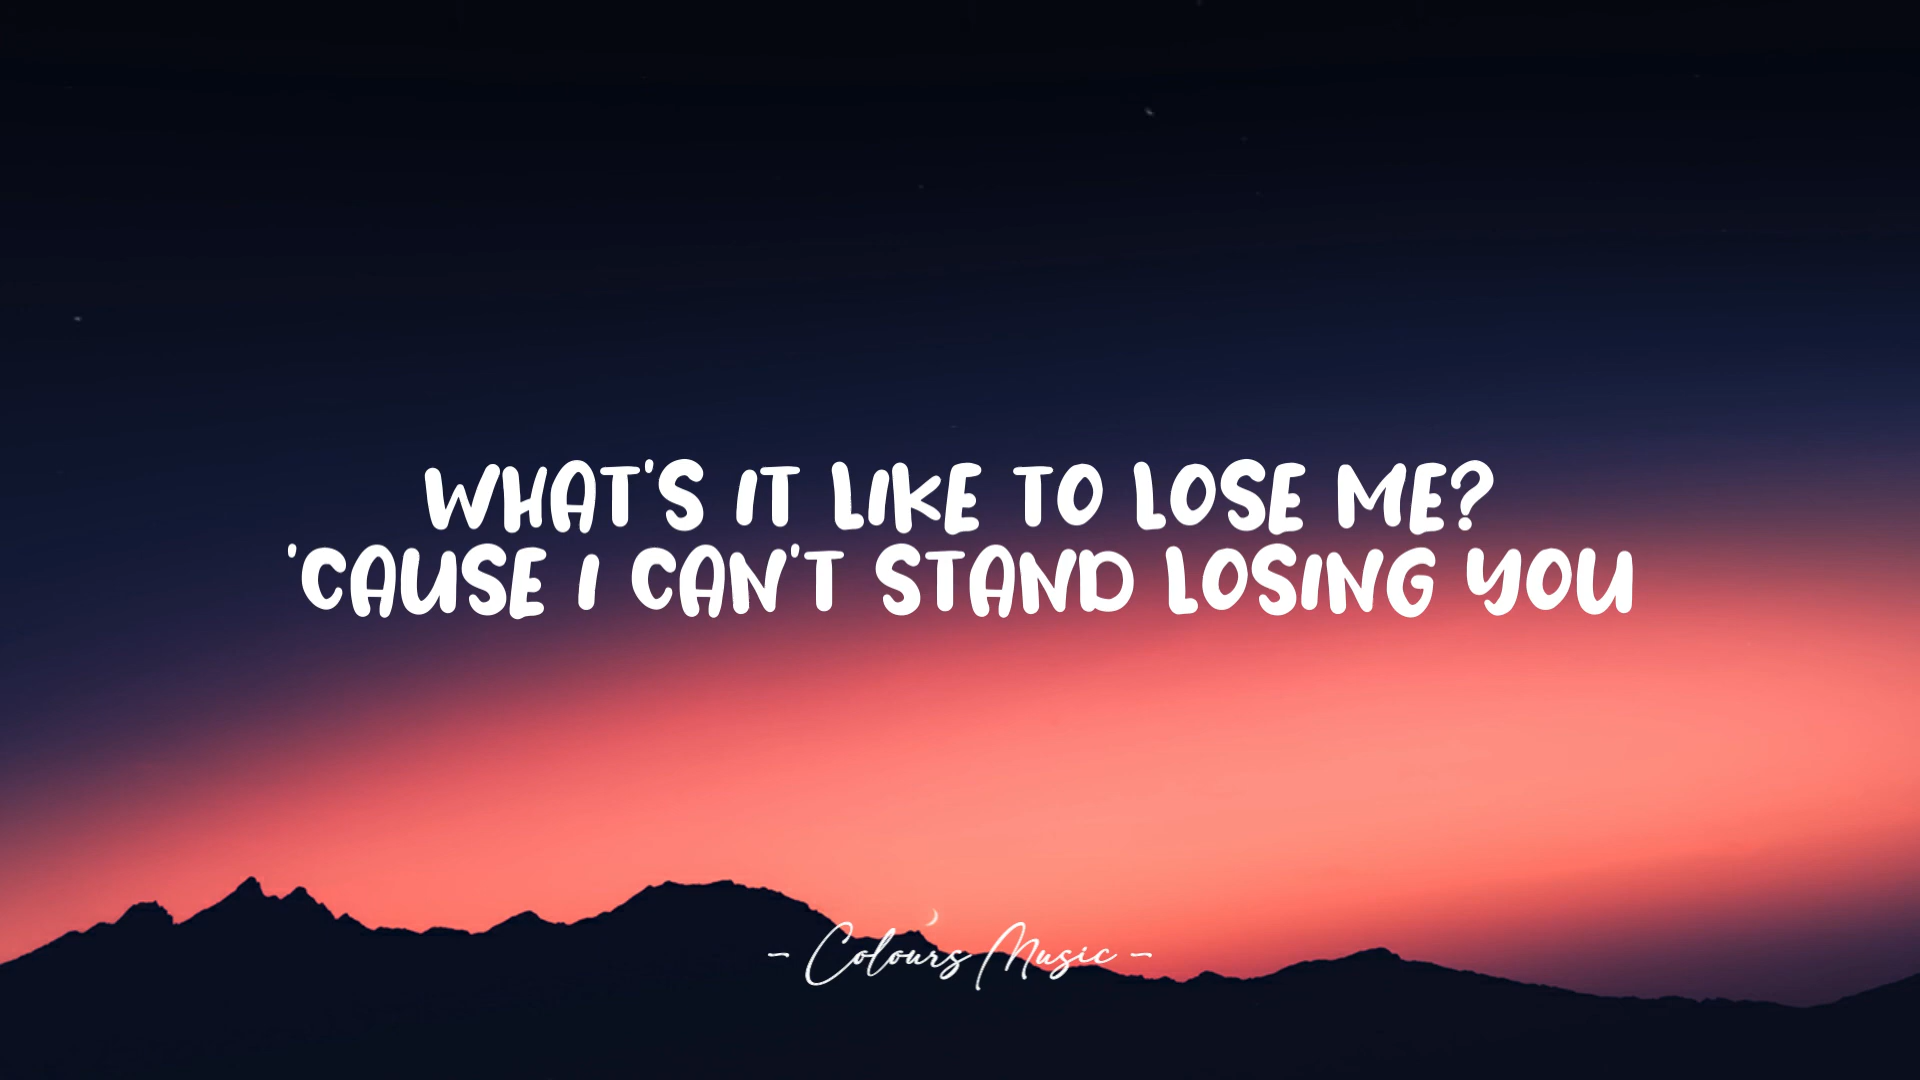 WHAT'S IT LIKE TO LOSE ME?
'CAUSE I CAN'T STAND LOSING YOU
- Colours Music -